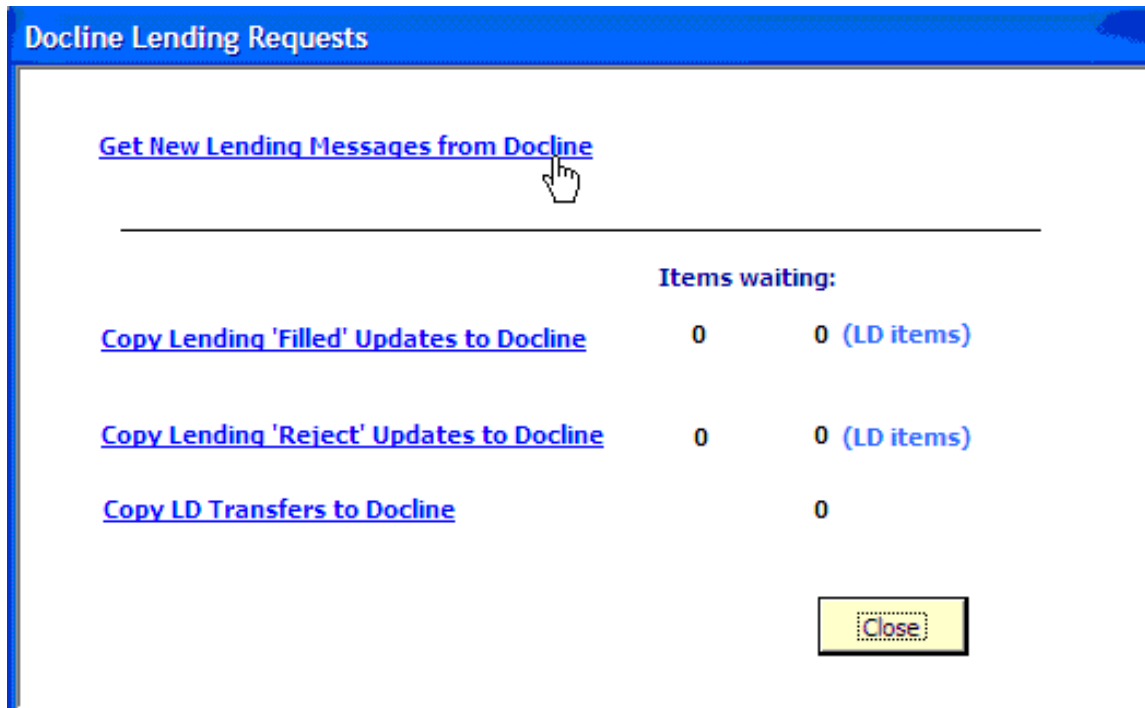 Docline Lending Requests
Get New Lending Messages from Docline
Items waiting:
Copy Lending 'Filled' Updates to Docline 0 0 (LD items)
Copy Lending 'Reject' Updates to Docline 0 0 (LD items)
Copy LD Transfers to Docline 0
Close